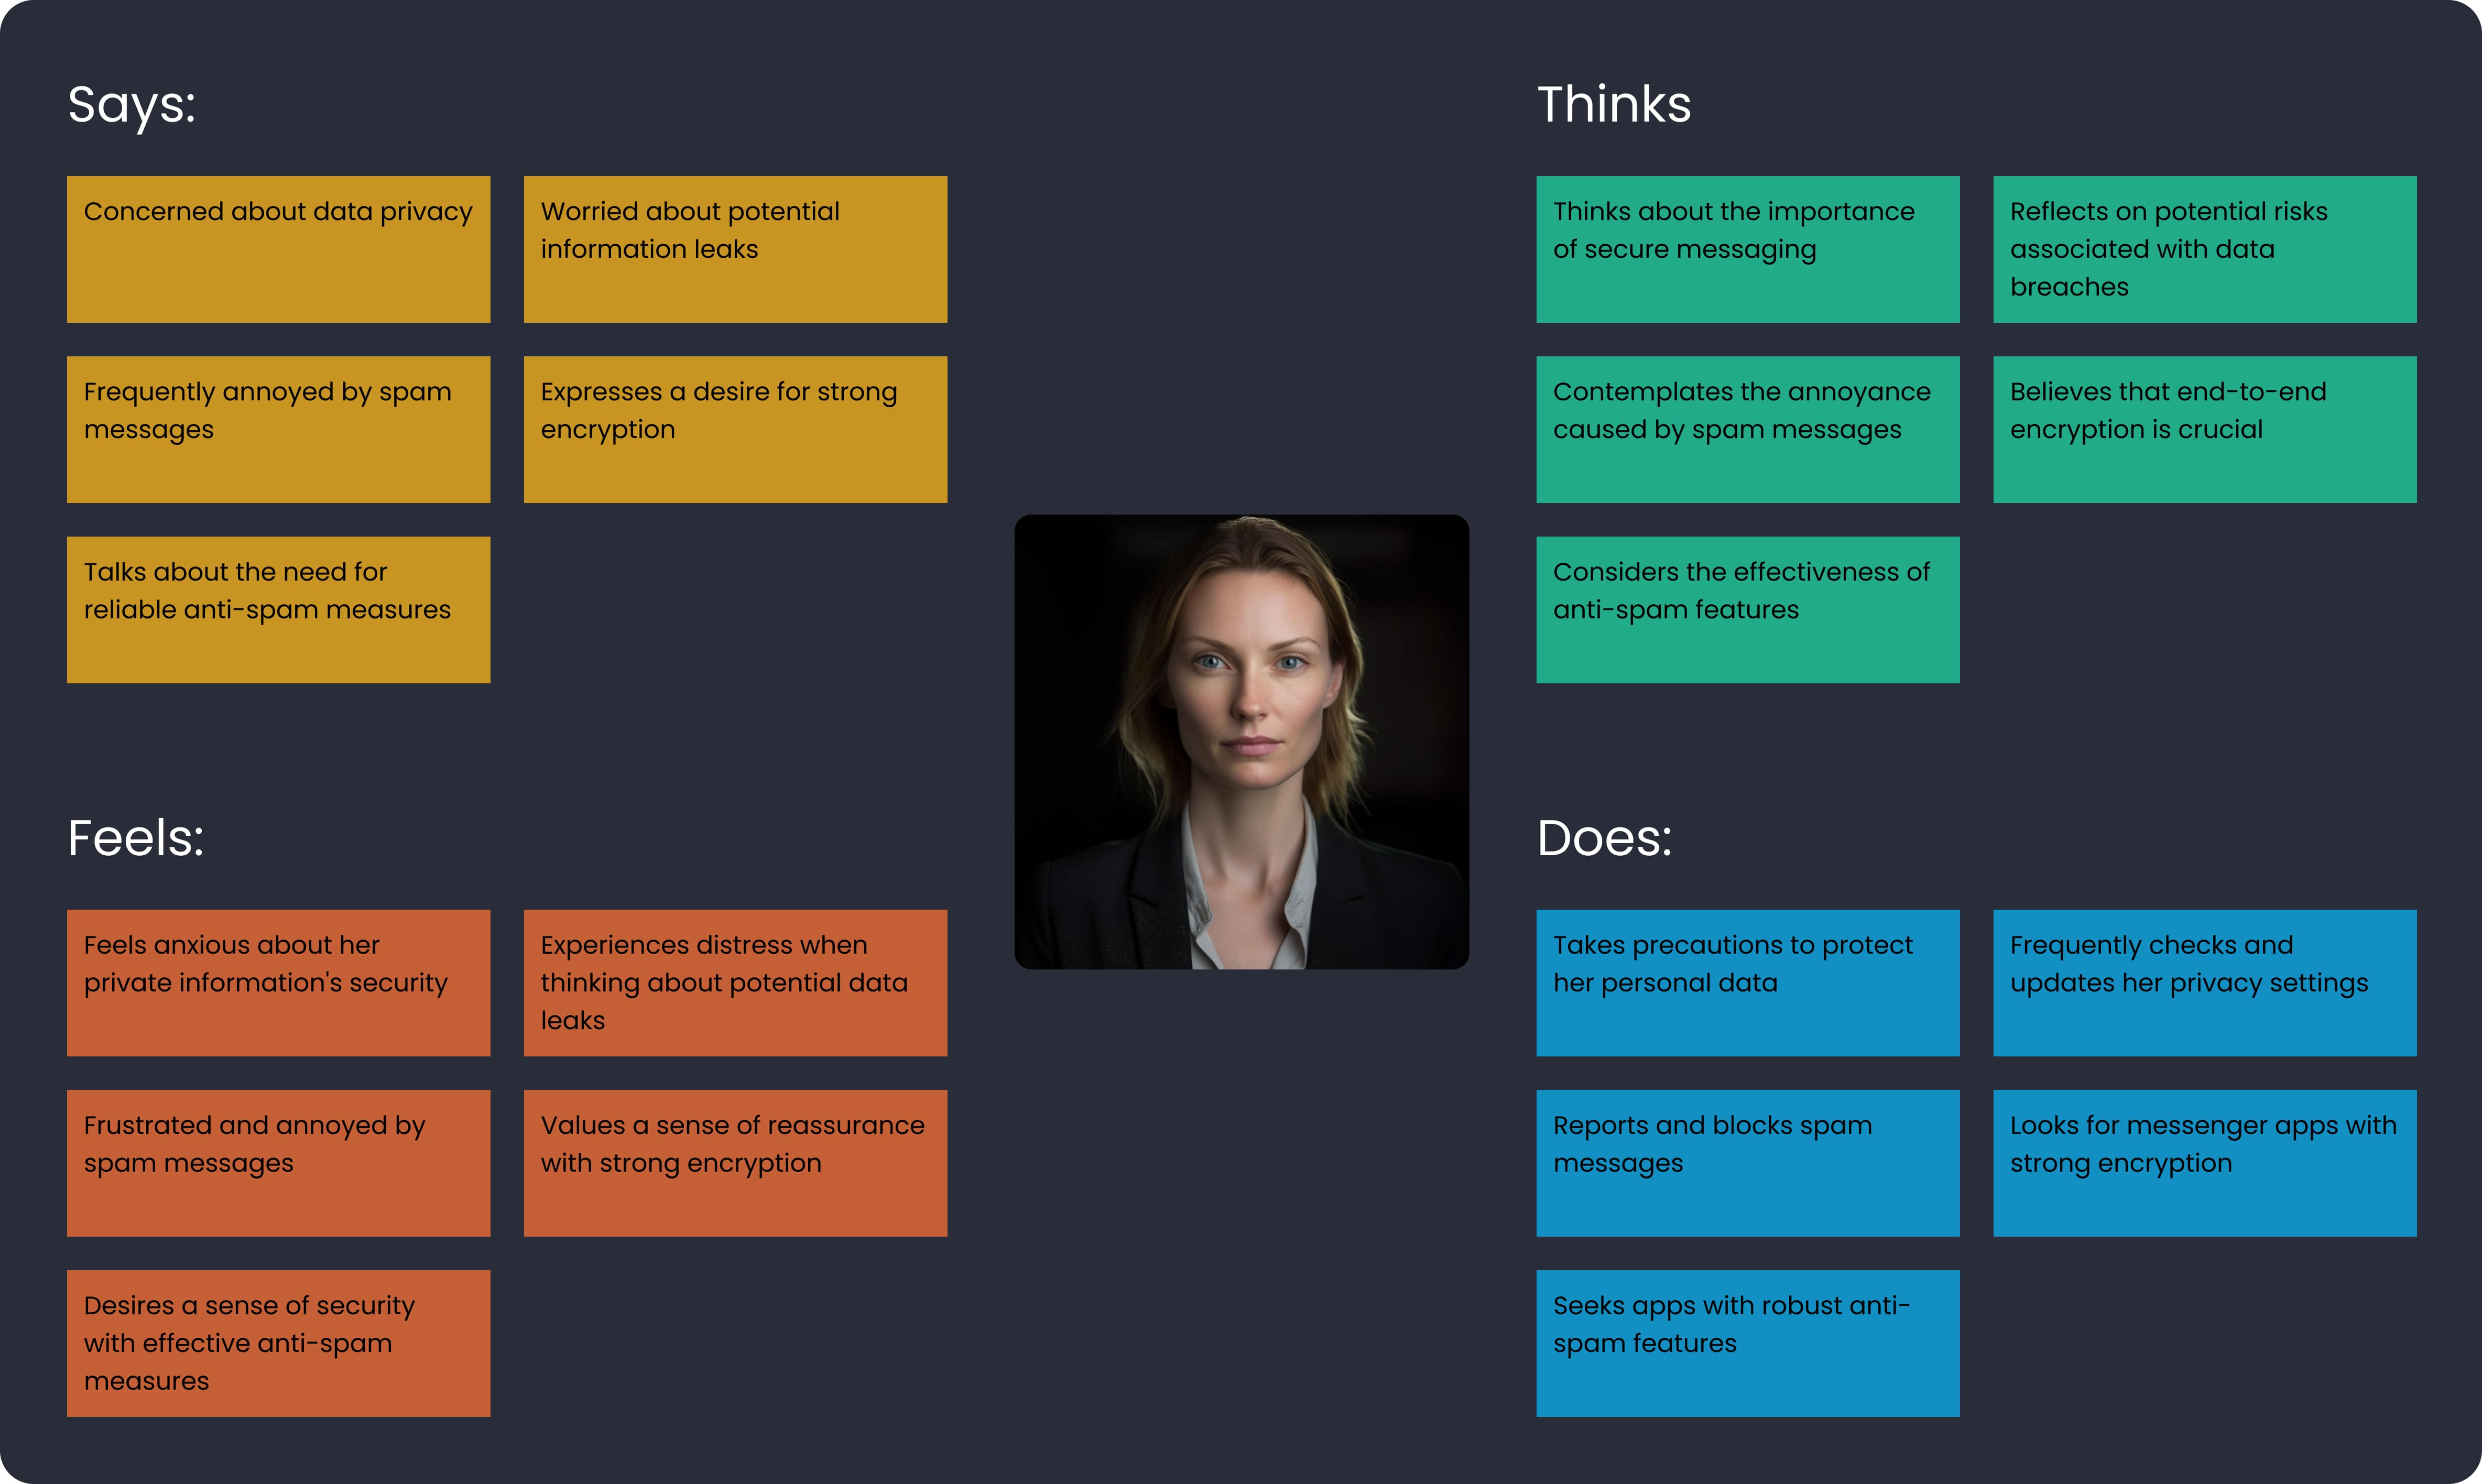 Says:
Concerned about data privacy
Worried about potential
information leaks
Frequently annoyed by spam
messages
Expresses a desire for strong
encryption
Talks about the need for
reliable anti-spam measures
Thinks
Thinks about the importance
of secure messaging
Reflects on potential risks
associated with data
breaches
Contemplates the annoyance
caused by spam messages
Believes that end-to-end
encryption is crucial
Considers the effectiveness of
anti-spam features
Feels:
Feels anxious about her
private information's security
Experiences distress when
thinking about potential data
leaks
Frustrated and annoyed by
spam messages
Values a sense of reassurance
with strong encryption
Desires a sense of security
with effective anti-spam
measures
Does:
Takes precautions to protect
her personal data
Frequently checks and
updates her privacy settings
Reports and blocks spam
messages
Looks for messenger apps with
strong encryption
Seeks apps with robust anti-
spam features